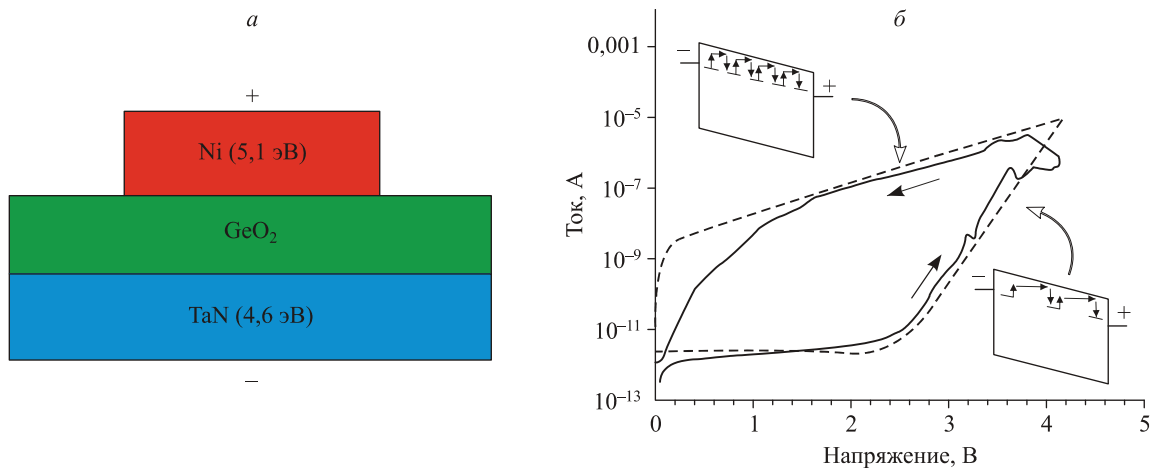 а
+
Ni (5,1 эВ)
GeO₂
TaN (4,6 эВ)
–
б
Ток, А
0,001
10⁻⁵
10⁻⁷
10⁻⁹
10⁻¹¹
10⁻¹³
–
+
–
+
0 1 2 3 4 5
Напряжение, В